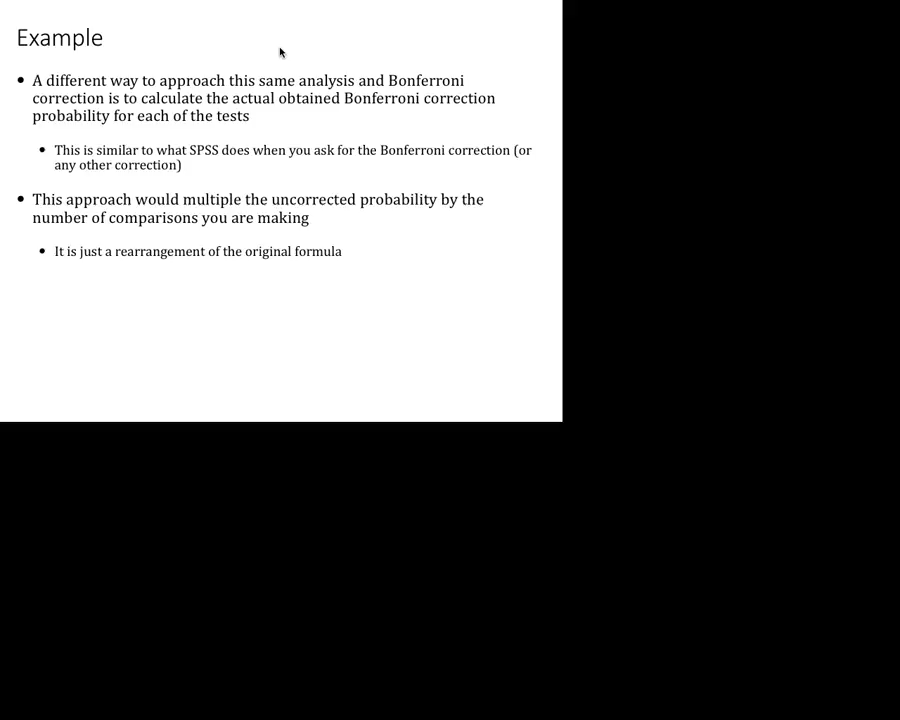 Example
• A different way to approach this same analysis and Bonferroni
correction is to calculate the actual obtained Bonferroni correction
probability for each of the tests
• This is similar to what SPSS does when you ask for the Bonferroni correction (or
any other correction)
• This approach would multiple the uncorrected probability by the
number of comparisons you are making
• It is just a rearrangement of the original formula